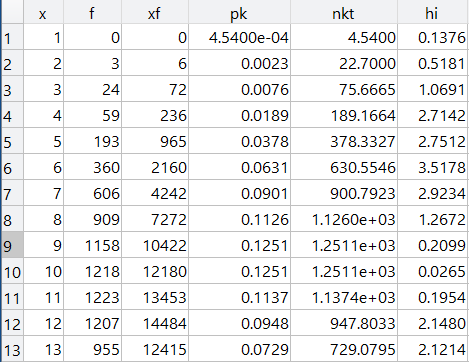 x f xf pk nkt hi
1 1 0 0 4.5400e-04 4.5400 0.1376
2 2 3 6 0.0023 22.7000 0.5181
3 3 24 72 0.0076 75.6665 1.0691
4 4 59 236 0.0189 189.1664 2.7142
5 5 193 965 0.0378 378.3327 2.7512
6 6 360 2160 0.0631 630.5546 3.5178
7 7 606 4242 0.0901 900.7923 2.9234
8 8 909 7272 0.1126 1.1260e+03 1.2672
9 9 1158 10422 0.1251 1.2511e+03 0.2099
10 10 1218 12180 0.1251 1.2511e+03 0.0265
11 11 1223 13453 0.1137 1.1374e+03 0.1954
12 12 1207 14484 0.0948 947.8033 2.1480
13 13 955 12415 0.0729 729.0795 2.1214